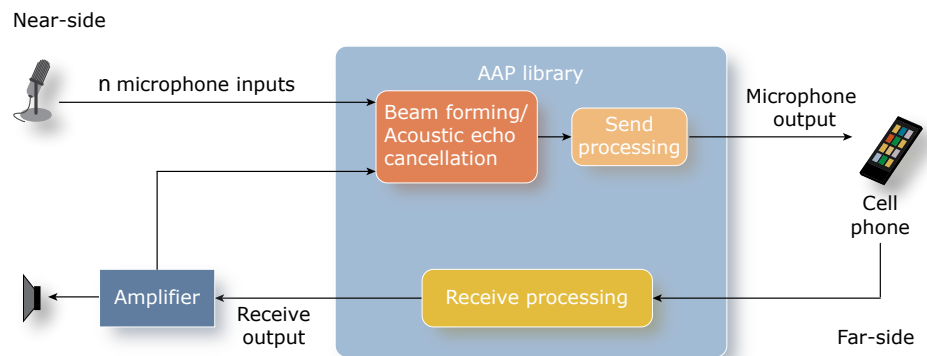 Near-side
n microphone inputs
AAP library
Beam forming/
Acoustic echo
cancellation
Send
processing
Microphone
output
Cell
phone
Amplifier
Receive
output
Receive processing
Far-side